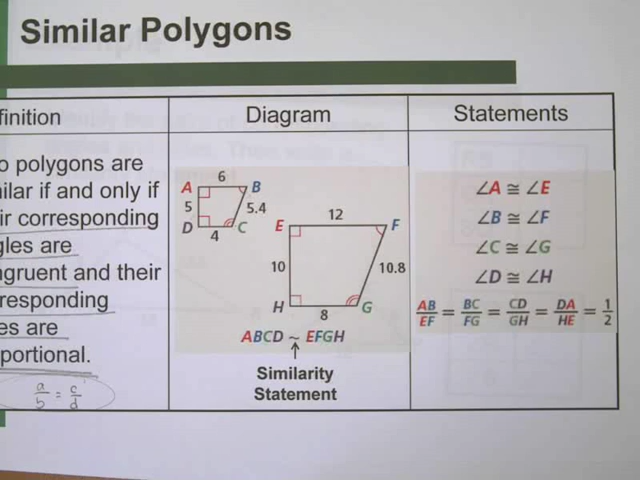 Similar Polygons
finition
Diagram
Statements
o polygons are
ilar if and only if
ir corresponding
gles are
ngruent and their
rresponding
es are
portional.
a/b = c/d
A 6 B
5 5.4
D 4 C
E 12 F
10 10.8
H 8 G
ABCD ~ EFGH
↑
Similarity
Statement
∠A ≅ ∠E
∠B ≅ ∠F
∠C ≅ ∠G
∠D ≅ ∠H
AB/EF = BC/FG = CD/GH = DA/HE = 1/2